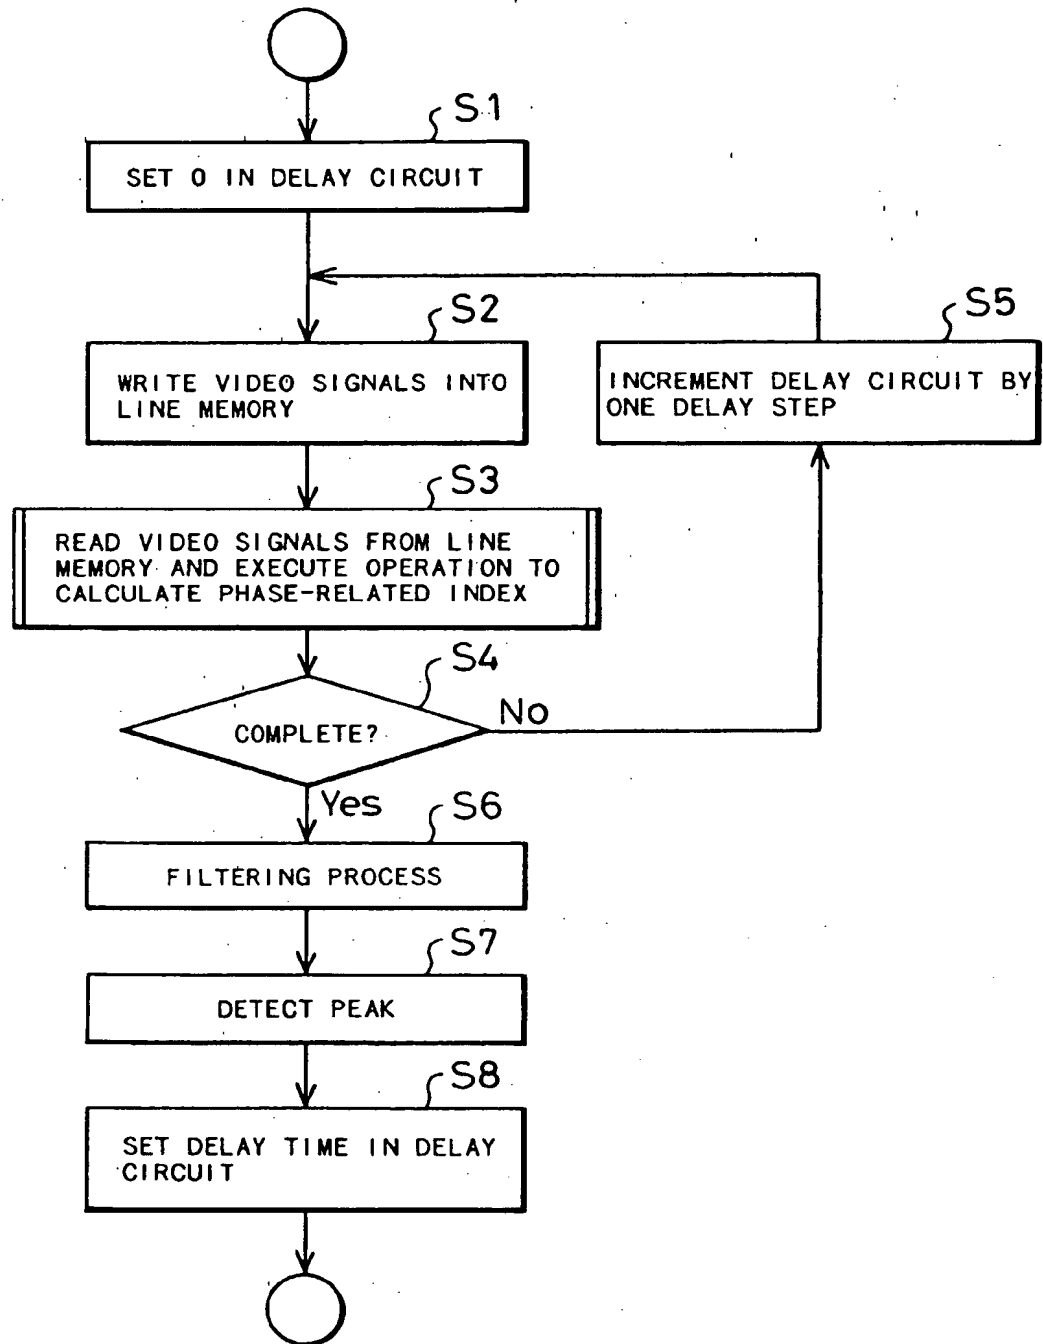 S1
SET 0 IN DELAY CIRCUIT
S2
WRITE VIDEO SIGNALS INTO
LINE MEMORY
S5
INCREMENT DELAY CIRCUIT BY
ONE DELAY STEP
S3
READ VIDEO SIGNALS FROM LINE
MEMORY AND EXECUTE OPERATION TO
CALCULATE PHASE-RELATED INDEX
S4
COMPLETE?
No
Yes
S6
FILTERING PROCESS
S7
DETECT PEAK
S8
SET DELAY TIME IN DELAY
CIRCUIT